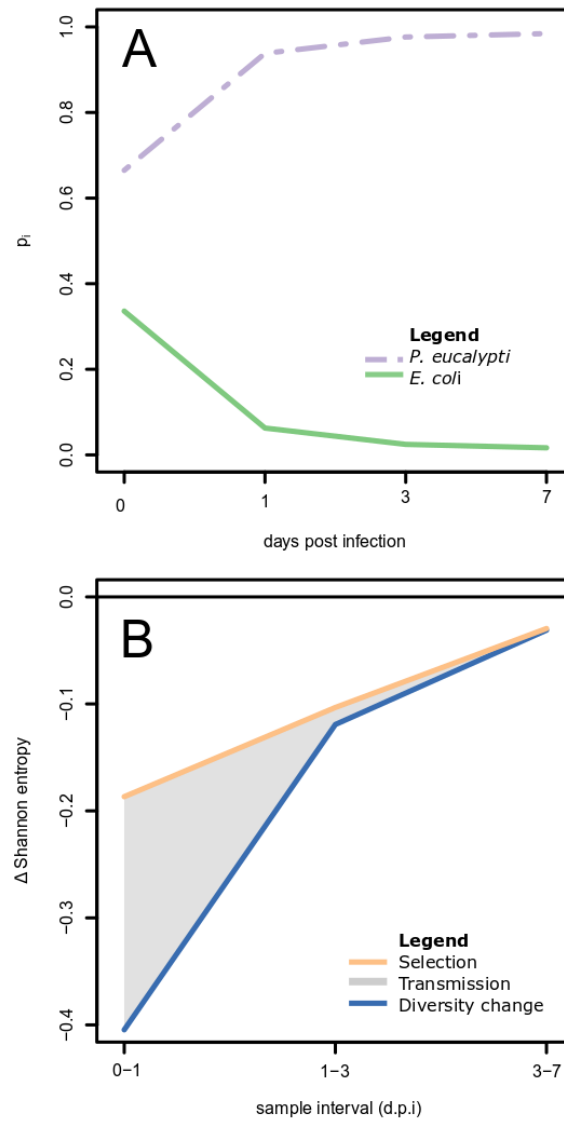 A
1.0
0.8
0.6
0.4
0.2
0.0
pi
Legend
P. eucalypti
E. coli
0 1 3 7
days post infection
B
0.0
−0.1
−0.2
−0.3
−0.4
Δ Shannon entropy
Legend
Selection
Transmission
Diversity change
0−1 1−3 3−7
sample interval (d.p.i)